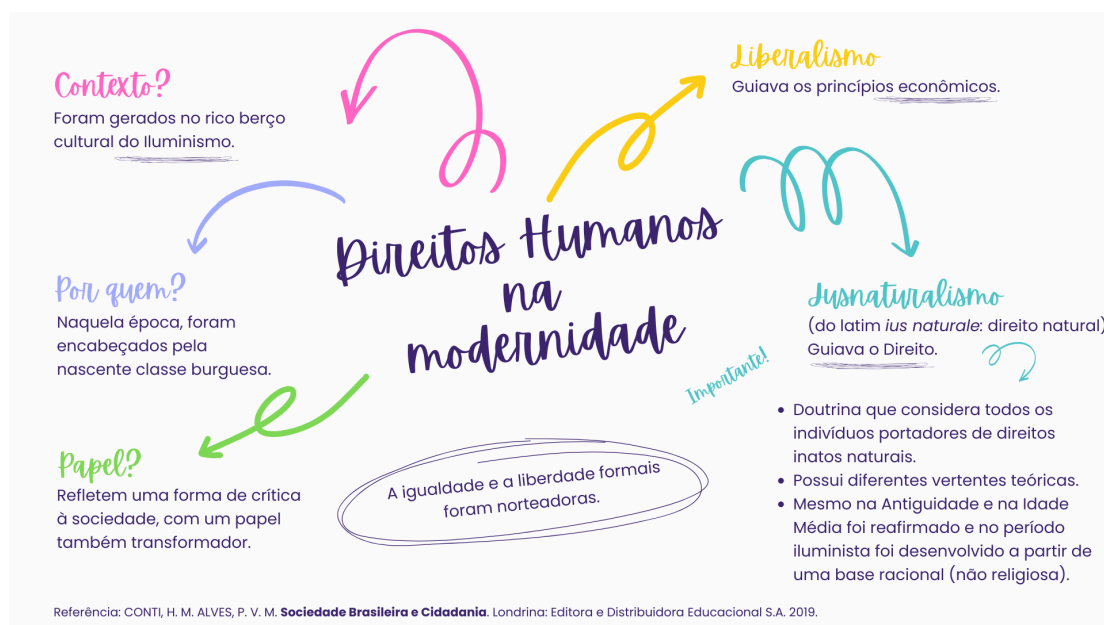 Contexto?
Foram gerados no rico berço
cultural do Iluminismo.
Liberalismo
Guiava os princípios econômicos.
Direitos Humanos
na
modernidade
Por quem?
Naquela época, foram
encabeçados pela
nascente classe burguesa.
Jusnaturalismo
(do latim ius naturale: direito natural)
Guiava o Direito.
Importante!
• Doutrina que considera todos os
indivíduos portadores de direitos
inatos naturais.
• Possui diferentes vertentes teóricas.
• Mesmo na Antiguidade e na Idade
Média foi reafirmado e no período
iluminista foi desenvolvido a partir de
uma base racional (não religiosa).
Papel?
Refletem uma forma de crítica
à sociedade, com um papel
também transformador.
A igualdade e a liberdade formais
foram norteadoras.
Referência: CONTI, H. M. ALVES, P. V. M. Sociedade Brasileira e Cidadania. Londrina: Editora e Distribuidora Educacional S.A. 2019.